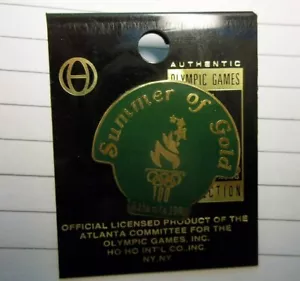 AUTHENTIC
OLYMPIC GAMES
Summer of Gold
OFFICIAL LICENSED PRODUCT OF THE
ATLANTA COMMITTEE FOR THE
OLYMPIC GAMES, INC.
HO HO INT'L CO., INC.
NY, NY